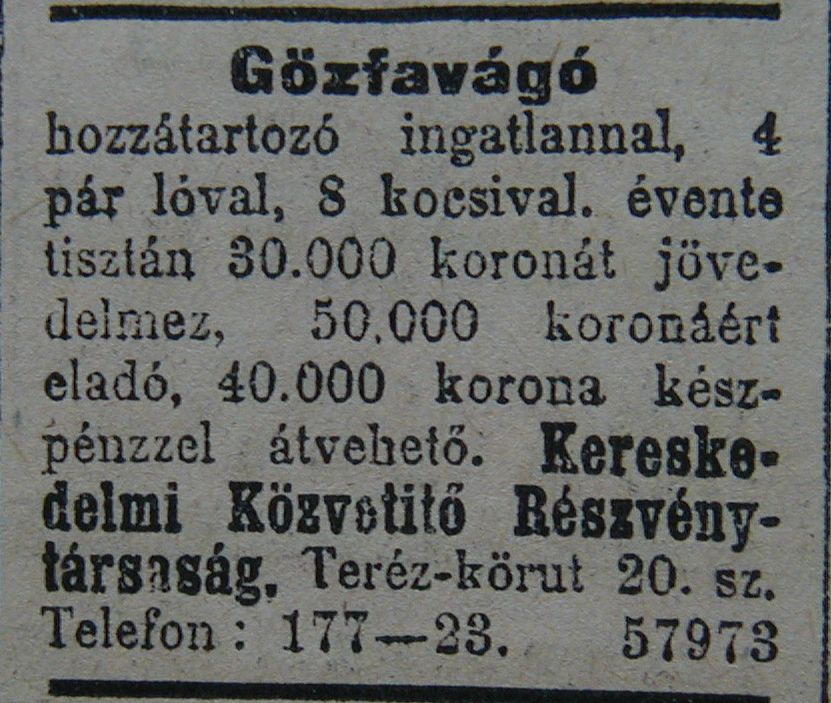 Gőzfavágó
hozzátartozó ingatlannal, 4
pár lóval, 8 kocsival. évente
tisztán 30.000 koronát jöve-
delmez, 50.000 koronáért
eladó, 40.000 korona kész-
pénzzel átvehető. Kereske-
delmi Közvetitő Részvény-
társaság, Teréz-körut 20. sz.
Telefon: 177—23. 57973